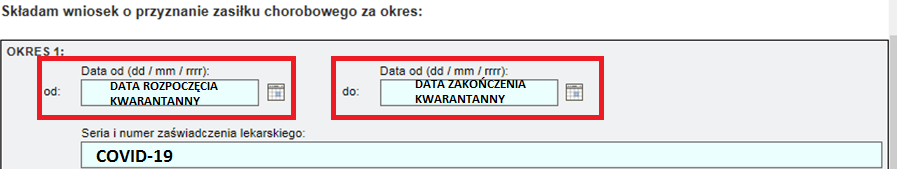 Składam wniosek o przyznanie zasiłku chorobowego za okres:
OKRES 1:
Data od (dd / mm / rrrr):
od:
DATA ROZPOCZĘCIA
KWARANTANNY
Data od (dd / mm / rrrr):
do:
DATA ZAKOŃCZENIA
KWARANTANNY
Seria i numer zaświadczenia lekarskiego:
COVID-19